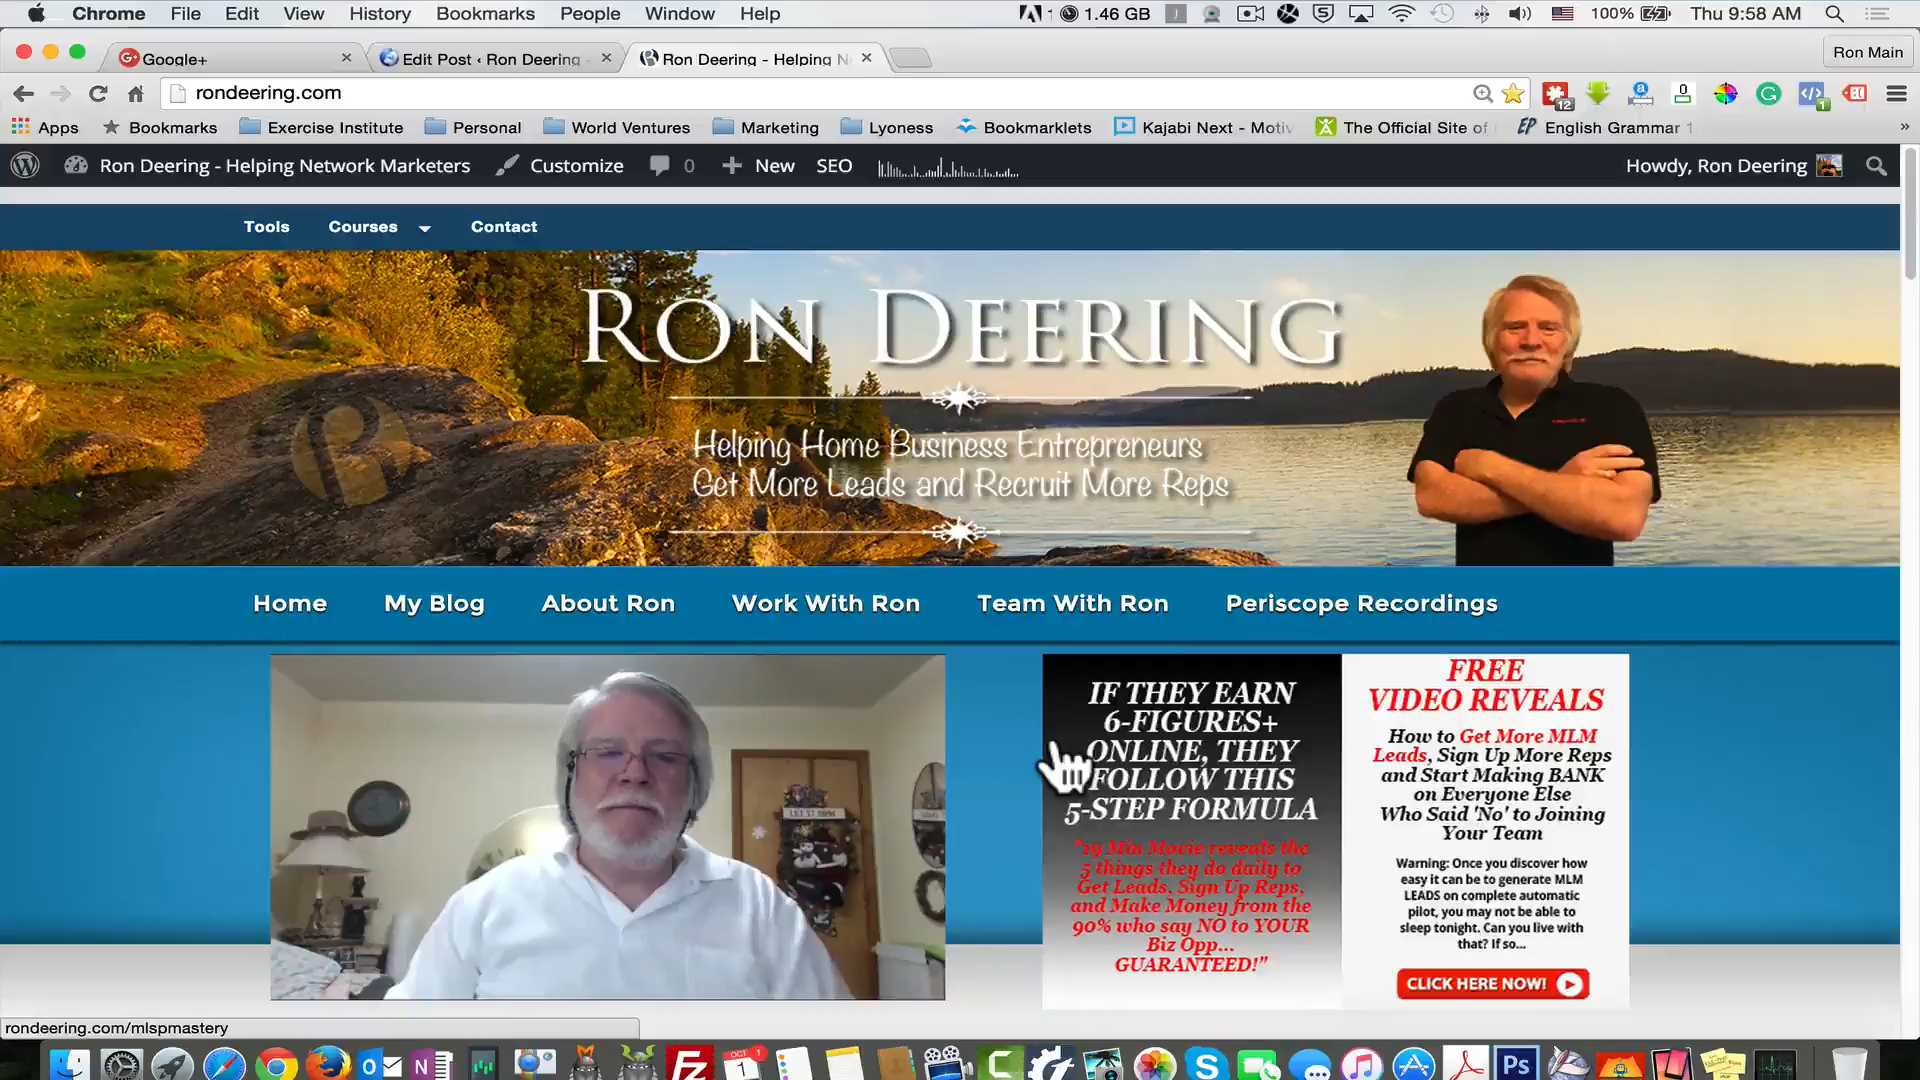 Chrome File Edit View History Bookmarks People Window Help 1.46 GB 100% Thu 9:58 AM
Google+ Edit Post ‹ Ron Deering - Ron Deering - Helping N Ron Main
rondeering.com
Apps Bookmarks Exercise Institute Personal World Ventures Marketing Lyoness Bookmarklets Kajabi Next - Motiv The Official Site of English Grammar 1 »
Ron Deering - Helping Network Marketers Customize 0 New SEO Howdy, Ron Deering
Tools Courses Contact
RON DEERING
Helping Home Business Entrepreneurs
Get More Leads and Recruit More Reps
Home My Blog About Ron Work With Ron Team With Ron Periscope Recordings
IF THEY EARN
6-FIGURES+
ONLINE, THEY
FOLLOW THIS
5-STEP FORMULA
"19 Min Movie reveals the
5 things they do daily to
Get Leads, Sign Up Reps,
and Make Money from the
90% who say NO to YOUR
Biz Opp...
GUARANTEED!"
FREE
VIDEO REVEALS
How to Get More MLM
Leads, Sign Up More Reps
and Start Making BANK
on Everyone Else
Who Said 'No' to Joining
Your Team
Warning: Once you discover how
easy it can be to generate MLM
LEADS on complete automatic
pilot, you may not be able to
sleep tonight. Can you live with
that? If so...
CLICK HERE NOW!
rondeering.com/mlspmastery
OCT 1
1
Ps